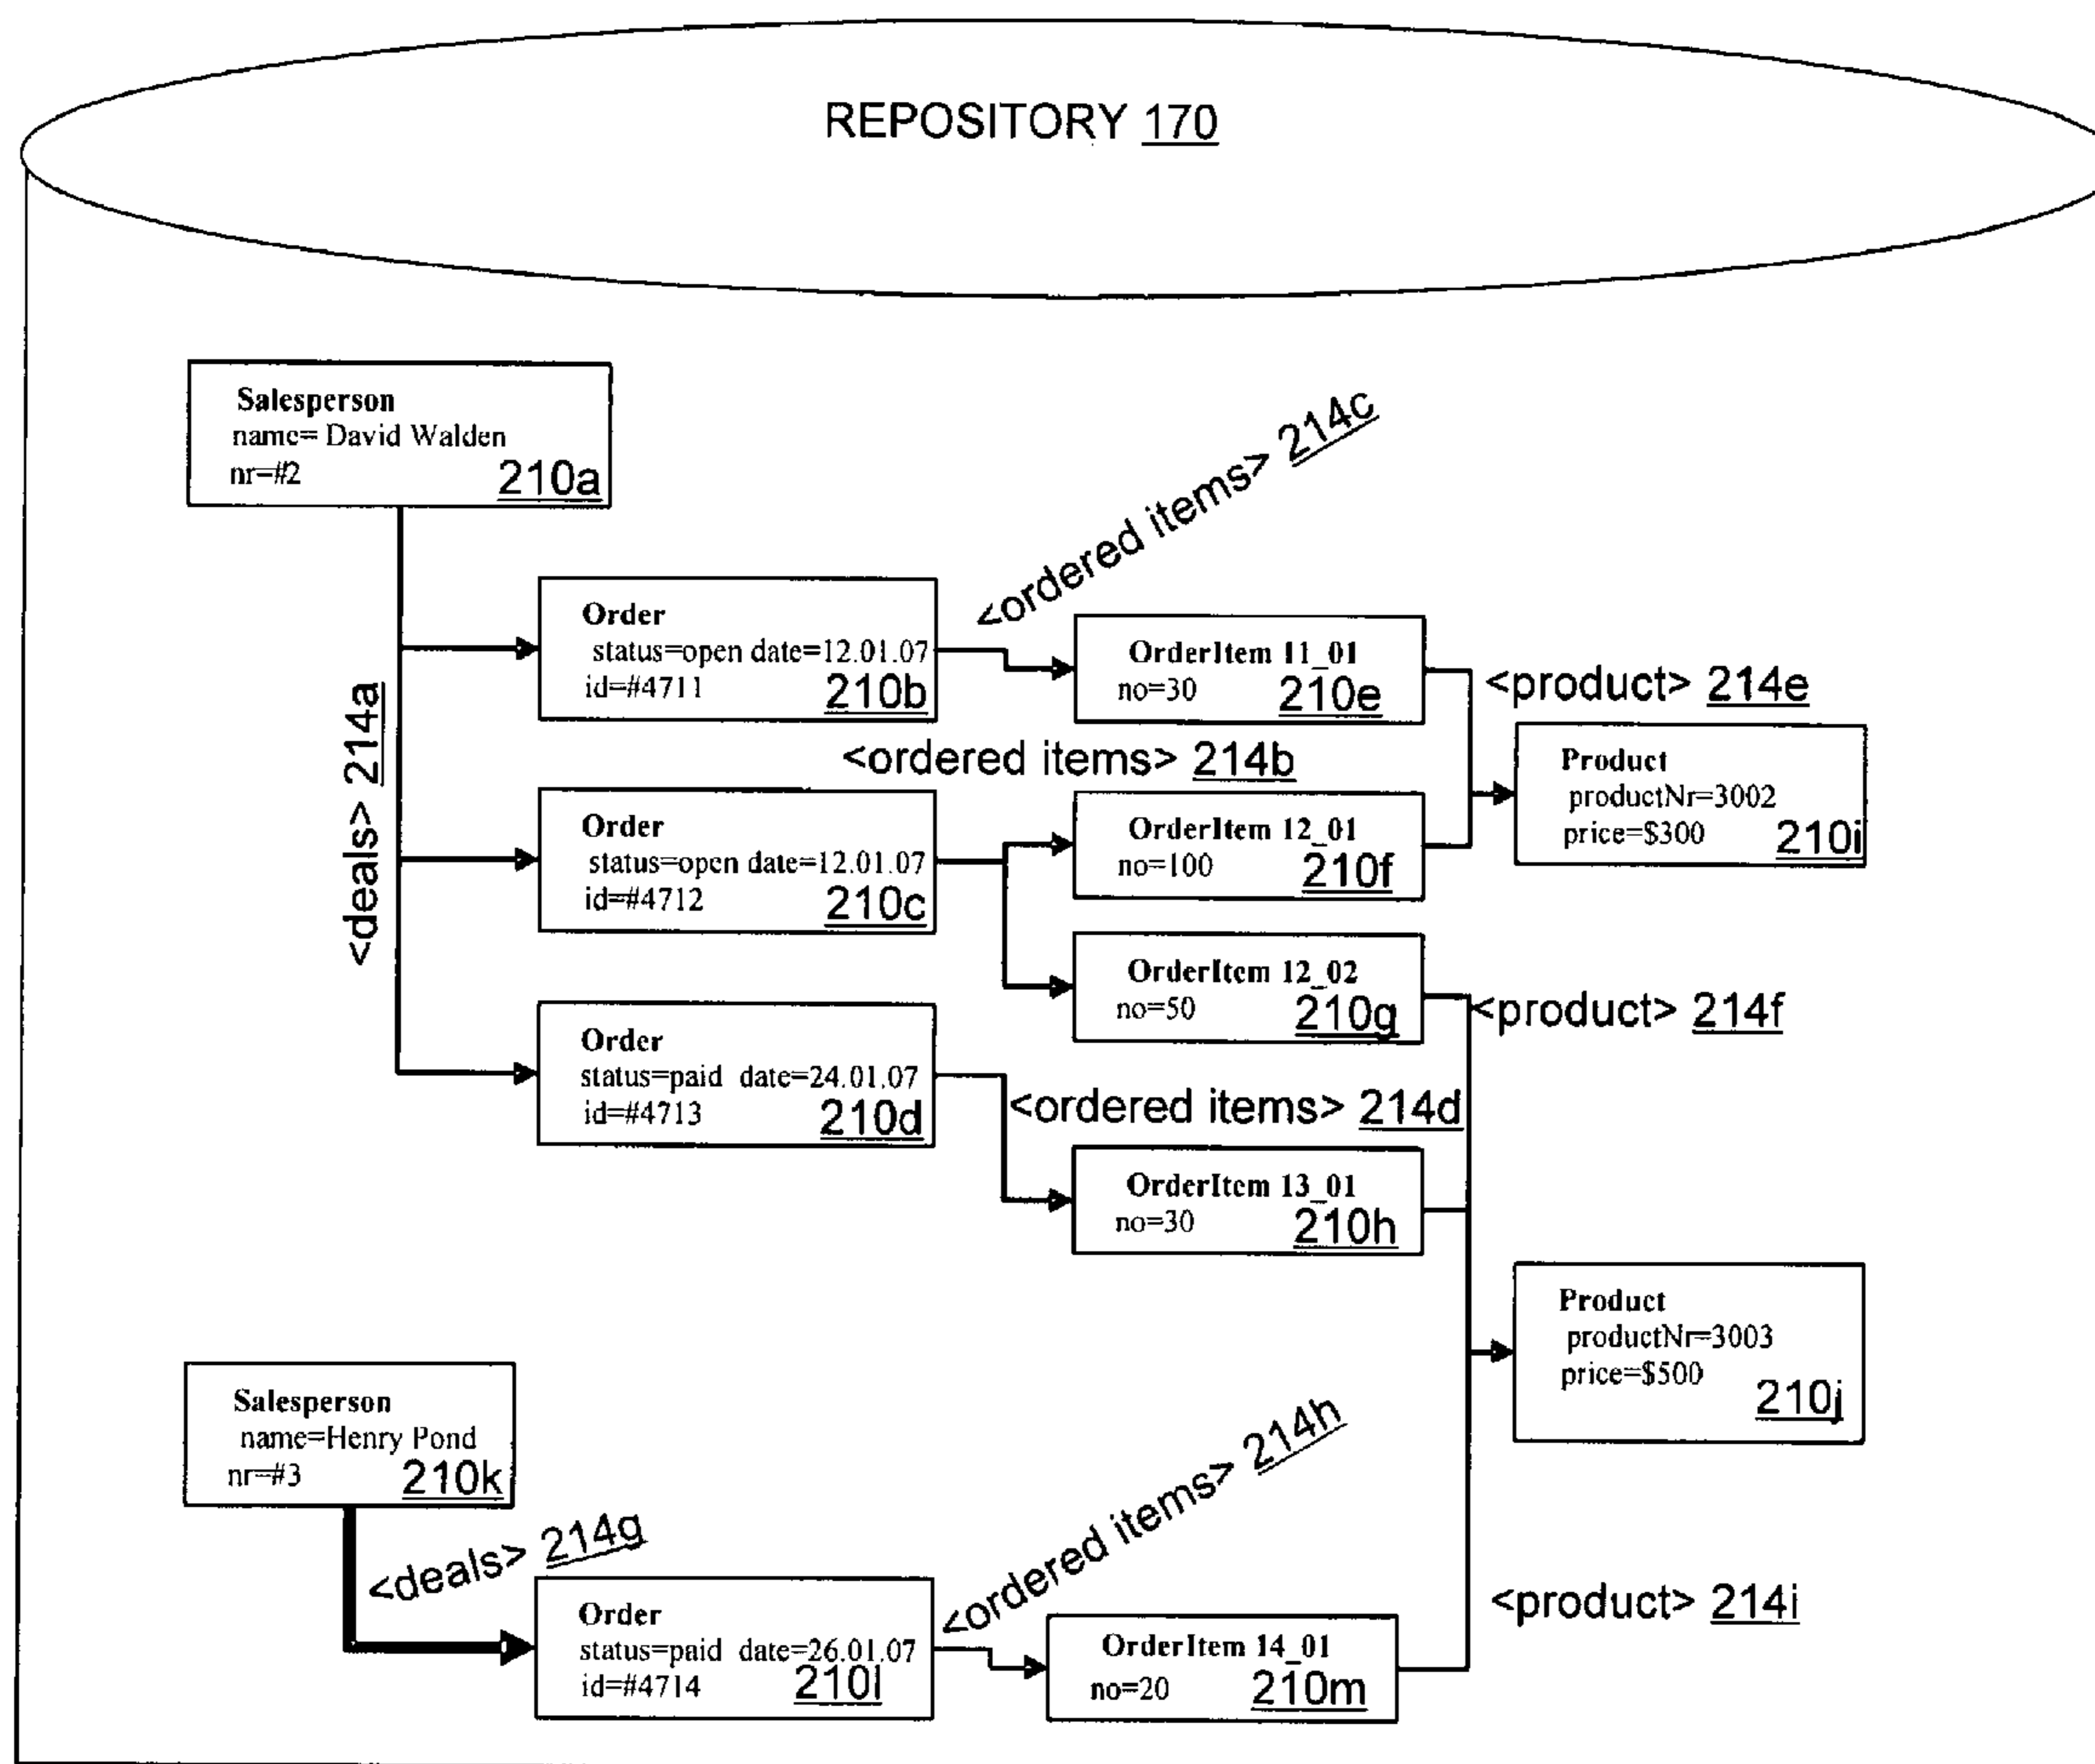 REPOSITORY 170
Salesperson
name= David Walden
nr=#2
210a
<deals> 214a
Order
status=open date=12.01.07
id=#4711
210b
<ordered items> 214c
OrderItem 11_01
no=30
210e
<product> 214e
<ordered items> 214b
Product
productNr=3002
price=$300
210i
Order
status=open date=12.01.07
id=#4712
210c
OrderItem 12_01
no=100
210f
OrderItem 12_02
no=50
210g
<product> 214f
Order
status=paid date=24.01.07
id=#4713
210d
<ordered items> 214d
OrderItem 13_01
no=30
210h
Product
productNr=3003
price=$500
210j
Salesperson
name=Henry Pond
nr=#3
210k
<deals> 214g
Order
status=paid date=26.01.07
id=#4714
210l
<ordered items> 214h
OrderItem 14_01
no=20
210m
<product> 214i